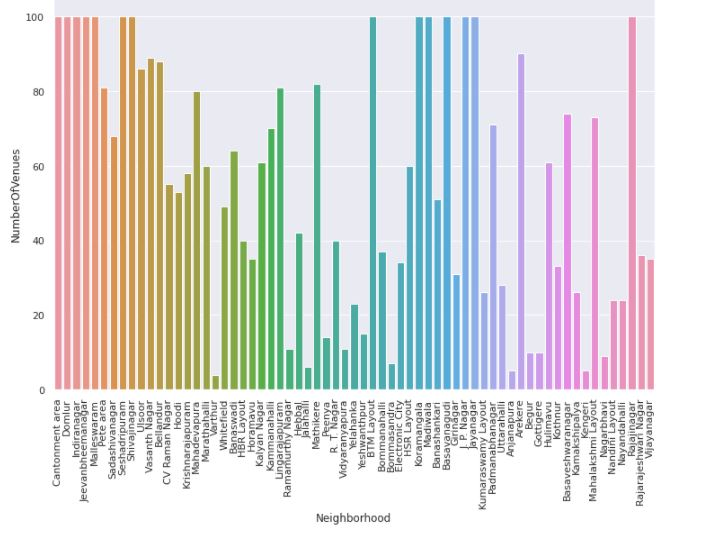 100
80
60
40
20
0
NumberOfVenues
Cantonment area
Domlur
Indiranagar
Jeevanbheemanagar
Malleswaram
Pete area
Sadashivanagar
Seshadripuram
Shivajinagar
Ulsoor
Vasanth Nagar
Bellandur
CV Raman Nagar
Hoodi
Krishnarajapuram
Mahadevapura
Marathahalli
Varthur
Whitefield
Banaswadi
HBR Layout
Horamavu
Kalyan Nagar
Kammanahalli
Lingarajapuram
Ramamurthy Nagar
Hebbal
Jalahalli
Mathikere
Peenya
R. T. Nagar
Vidyaranyapura
Yelahanka
Yeshwanthpur
BTM Layout
Bommanahalli
Bommasandra
Electronic City
HSR Layout
Koramangala
Madiwala
Banashankari
Basavanagudi
Girinagar
J. P. Nagar
Jayanagar
Kumaraswamy Layout
Padmanabhanagar
Uttarahalli
Anjanapura
Arekere
Begur
Gottigere
Hulimavu
Kothnur
Basaveshwaranagar
Kamakshipalya
Kengeri
Mahalakshmi Layout
Nagarbhavi
Nandini Layout
Nayandahalli
Rajajinagar
Rajarajeshwari Nagar
Vijayanagar
Neighborhood